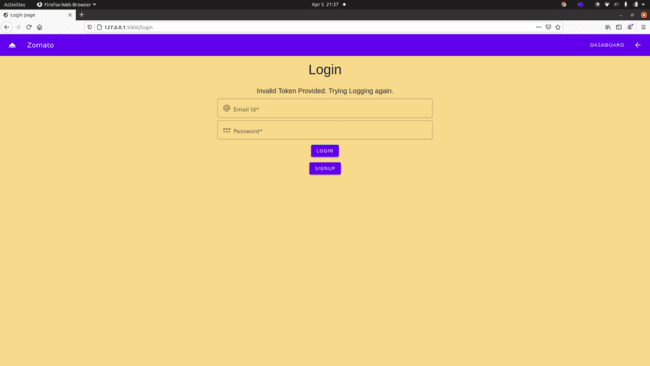 Activities
Firefox Web Browser
Apr 5 21:37
Login page
127.0.0.1:5000/login
Zomato
DASHBOARD
Login
Invalid Token Provided. Trying Logging again.
Email Id*
Password*
LOGIN
SIGNUP